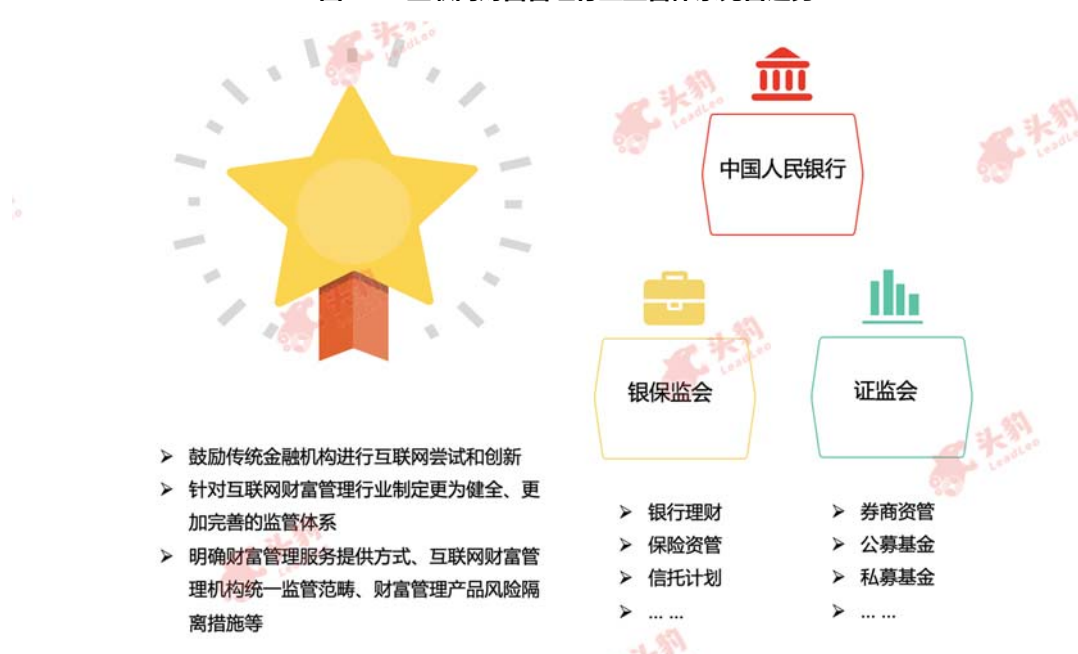 中国人民银行
银保监会
证监会
➢ 鼓励传统金融机构进行互联网尝试和创新
➢ 针对互联网财富管理行业制定更为健全、更
加完善的监管体系
➢ 明确财富管理服务提供方式、互联网财富管
理机构统一监管范畴、财富管理产品风险隔
离措施等
➢ 银行理财
➢ 保险资管
➢ 信托计划
➢ ... ...
➢ 券商资管
➢ 公募基金
➢ 私募基金
➢ ... ...
头豹
LeadLeo